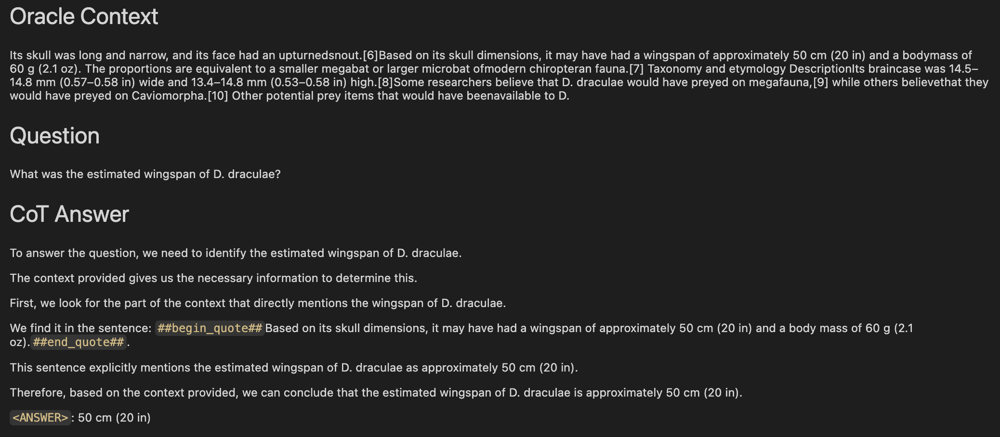 Oracle Context
Its skull was long and narrow, and its face had an upturnedsnout.[6]Based on its skull dimensions, it may have had a wingspan of approximately 50 cm (20 in) and a bodymass of
60 g (2.1 oz). The proportions are equivalent to a smaller megabat or larger microbat ofmodern chiropteran fauna.[7] Taxonomy and etymology DescriptionIts braincase was 14.5–
14.8 mm (0.57–0.58 in) wide and 13.4–14.8 mm (0.53–0.58 in) high.[8]Some researchers believe that D. draculae would have preyed on megafauna,[9] while others believethat they
would have preyed on Caviomorpha.[10] Other potential prey items that would have beenavailable to D.
Question
What was the estimated wingspan of D. draculae?
CoT Answer
To answer the question, we need to identify the estimated wingspan of D. draculae.
The context provided gives us the necessary information to determine this.
First, we look for the part of the context that directly mentions the wingspan of D. draculae.
We find it in the sentence: ##begin_quote## Based on its skull dimensions, it may have had a wingspan of approximately 50 cm (20 in) and a body mass of 60 g (2.1
oz). ##end_quote## .
This sentence explicitly mentions the estimated wingspan of D. draculae as approximately 50 cm (20 in).
Therefore, based on the context provided, we can conclude that the estimated wingspan of D. draculae is approximately 50 cm (20 in).
<ANSWER> : 50 cm (20 in)